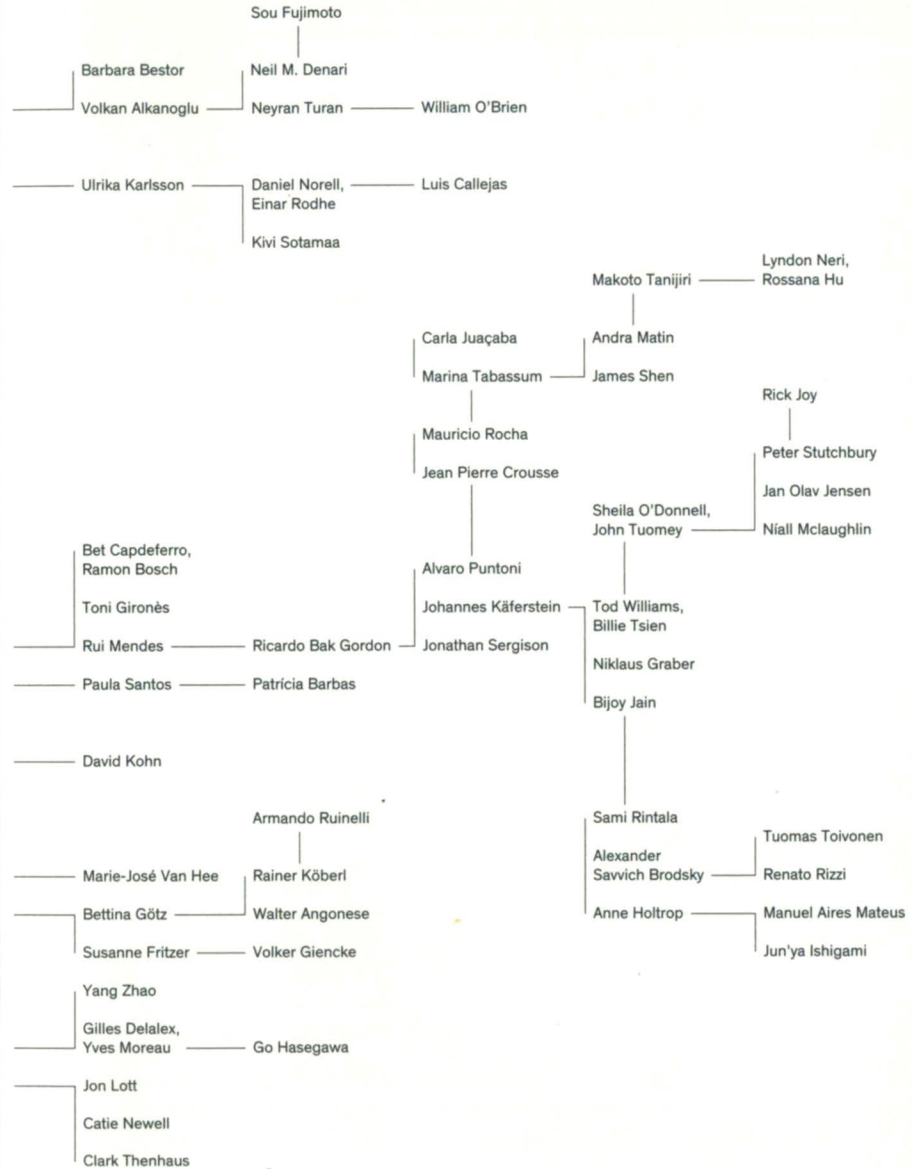 Sou Fujimoto
Barbara Bestor
Neil M. Denari
Volkan Alkanoglu
Neyran Turan
William O'Brien
Ulrika Karlsson
Daniel Norell,
Einar Rodhe
Luis Callejas
Kivi Sotamaa
Lyndon Neri,
Rossana Hu
Makoto Tanijiri
Carla Juaçaba
Andra Matin
Marina Tabassum
James Shen
Rick Joy
Mauricio Rocha
Peter Stutchbury
Jean Pierre Crousse
Jan Olav Jensen
Sheila O'Donnell,
John Tuomey
Níall Mclaughlin
Bet Capdeferro,
Ramon Bosch
Alvaro Puntoni
Toni Gironès
Johannes Käferstein
Tod Williams,
Billie Tsien
Rui Mendes
Ricardo Bak Gordon
Jonathan Sergison
Niklaus Graber
Paula Santos
Patrícia Barbas
Bijoy Jain
David Kohn
Armando Ruinelli
Sami Rintala
Tuomas Toivonen
Alexander
Savvich Brodsky
Marie-José Van Hee
Rainer Köberl
Renato Rizzi
Bettina Götz
Walter Angonese
Anne Holtrop
Manuel Aires Mateus
Susanne Fritzer
Volker Giencke
Jun'ya Ishigami
Yang Zhao
Gilles Delalex,
Yves Moreau
Go Hasegawa
Jon Lott
Catie Newell
Clark Thenhaus